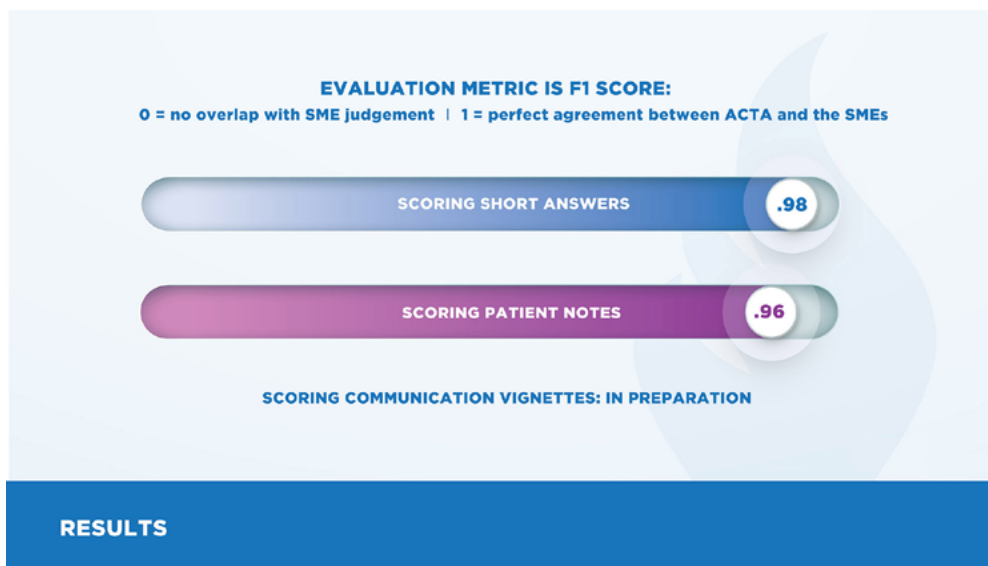 EVALUATION METRIC IS F1 SCORE:
0 = no overlap with SME judgement | 1 = perfect agreement between ACTA and the SMEs
SCORING SHORT ANSWERS .98
SCORING PATIENT NOTES .96
SCORING COMMUNICATION VIGNETTES: IN PREPARATION
RESULTS